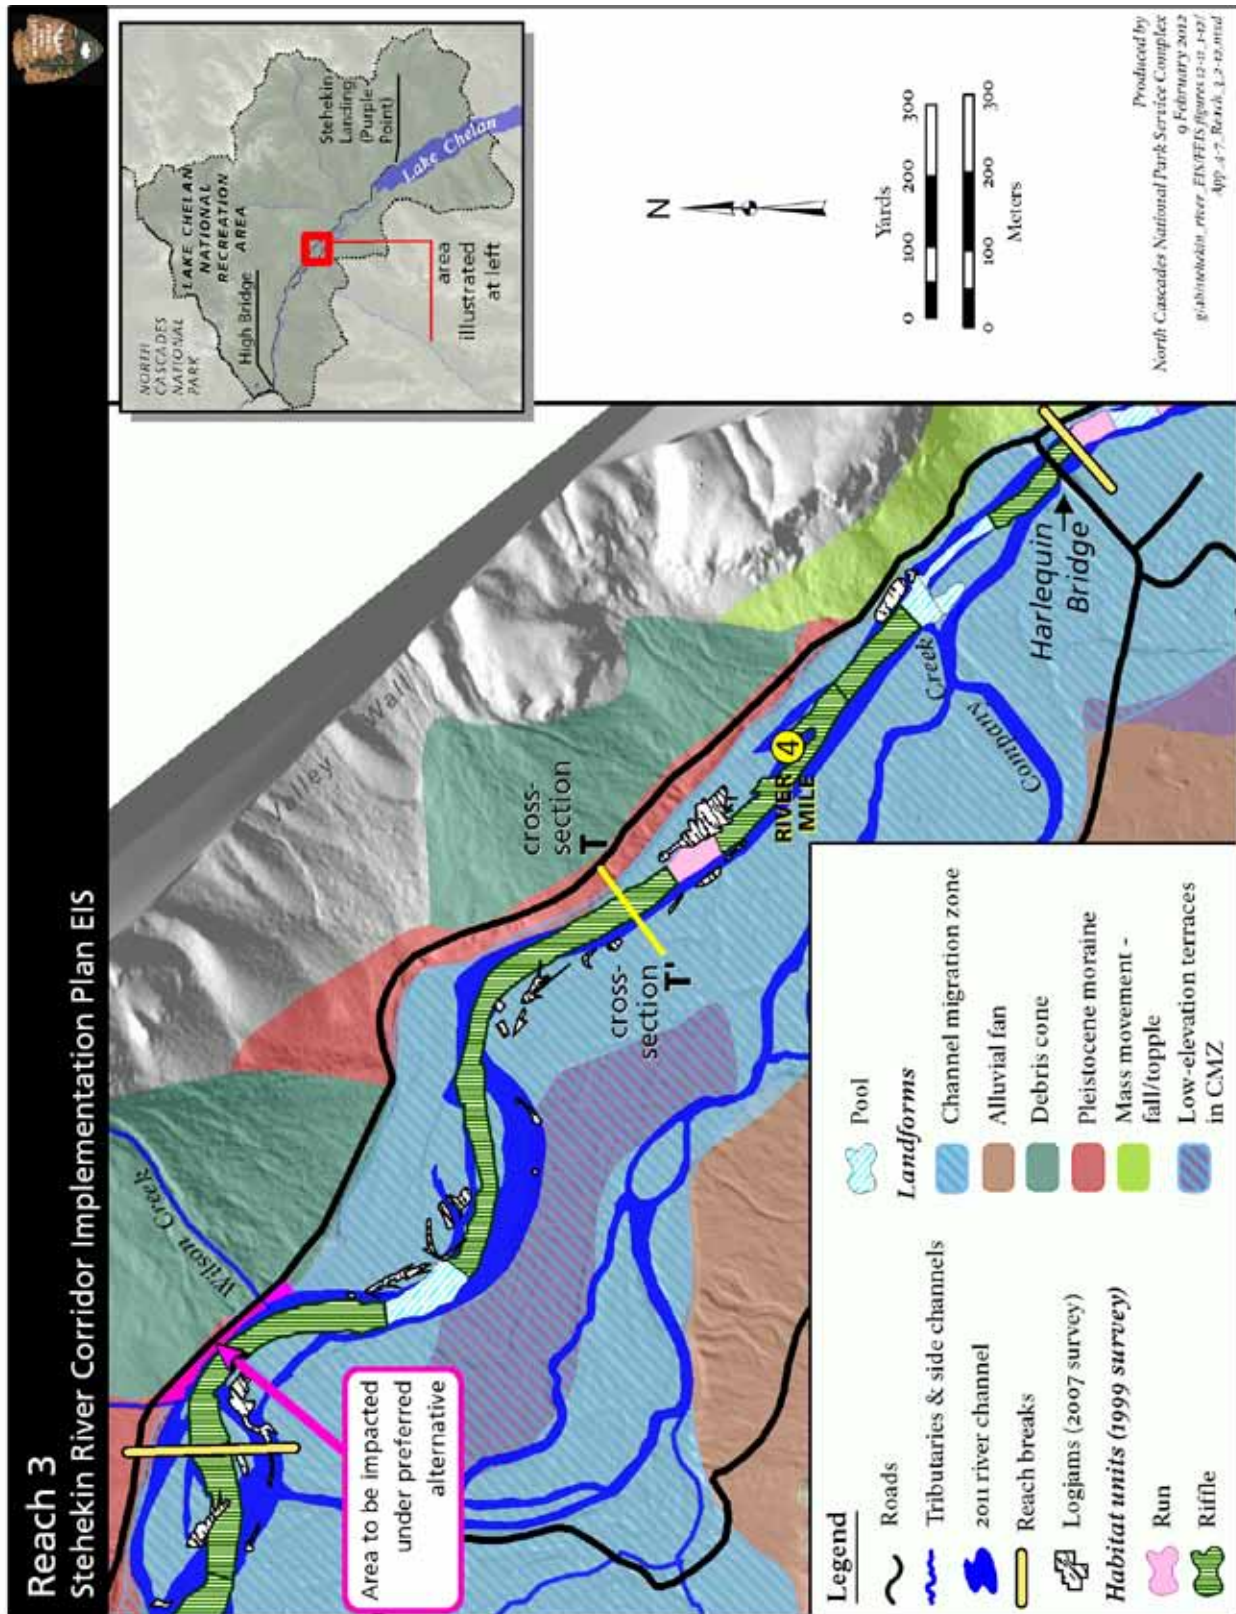 Reach 3
Stehekin River Corridor Implementation Plan EIS
Wilson Creek
Valley Wall
Area to be impacted
under preferred
alternative
cross-
section
T
cross-
section
T'
RIVER
MILE
4
Company Creek
Harlequin
Bridge
Legend
Roads
Tributaries & side channels
2011 river channel
Reach breaks
Logjams (2007 survey)
Habitat units (1999 survey)
Run
Riffle
Pool
Landforms
Channel migration zone
Alluvial fan
Debris cone
Pleistocene moraine
Mass movement -
fall/topple
Low-elevation terraces
in CMZ
NORTH
CASCADES
NATIONAL
PARK
LAKE CHELAN
NATIONAL
RECREATION
AREA
High Bridge
Stehekin
Landing
(Purple
Point)
Lake Chelan
area
illustrated
at left
N
Yards
0 100 200 300
0 100 200 300
Meters
Produced by
North Cascades National Park Service Complex
9 February 2012